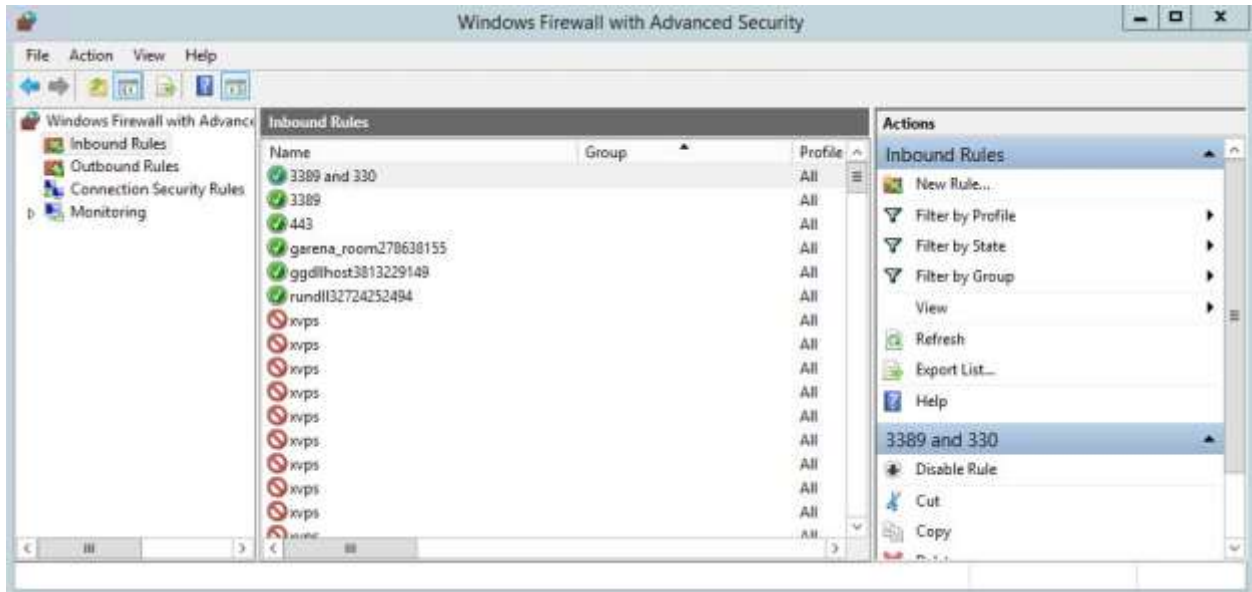 Windows Firewall with Advanced Security
File Action View Help
Windows Firewall with Advance
Inbound Rules
Outbound Rules
Connection Security Rules
Monitoring
Inbound Rules
Name Group Profile
3389 and 330 All
3389 All
443 All
garena_room278638155 All
ggdllhost3813229149 All
rundll32724252494 All
xvps All
xvps All
xvps All
xvps All
xvps All
xvps All
xvps All
xvps All
xvps All
Actions
Inbound Rules
New Rule...
Filter by Profile
Filter by State
Filter by Group
View
Refresh
Export List...
Help
3389 and 330
Disable Rule
Cut
Copy